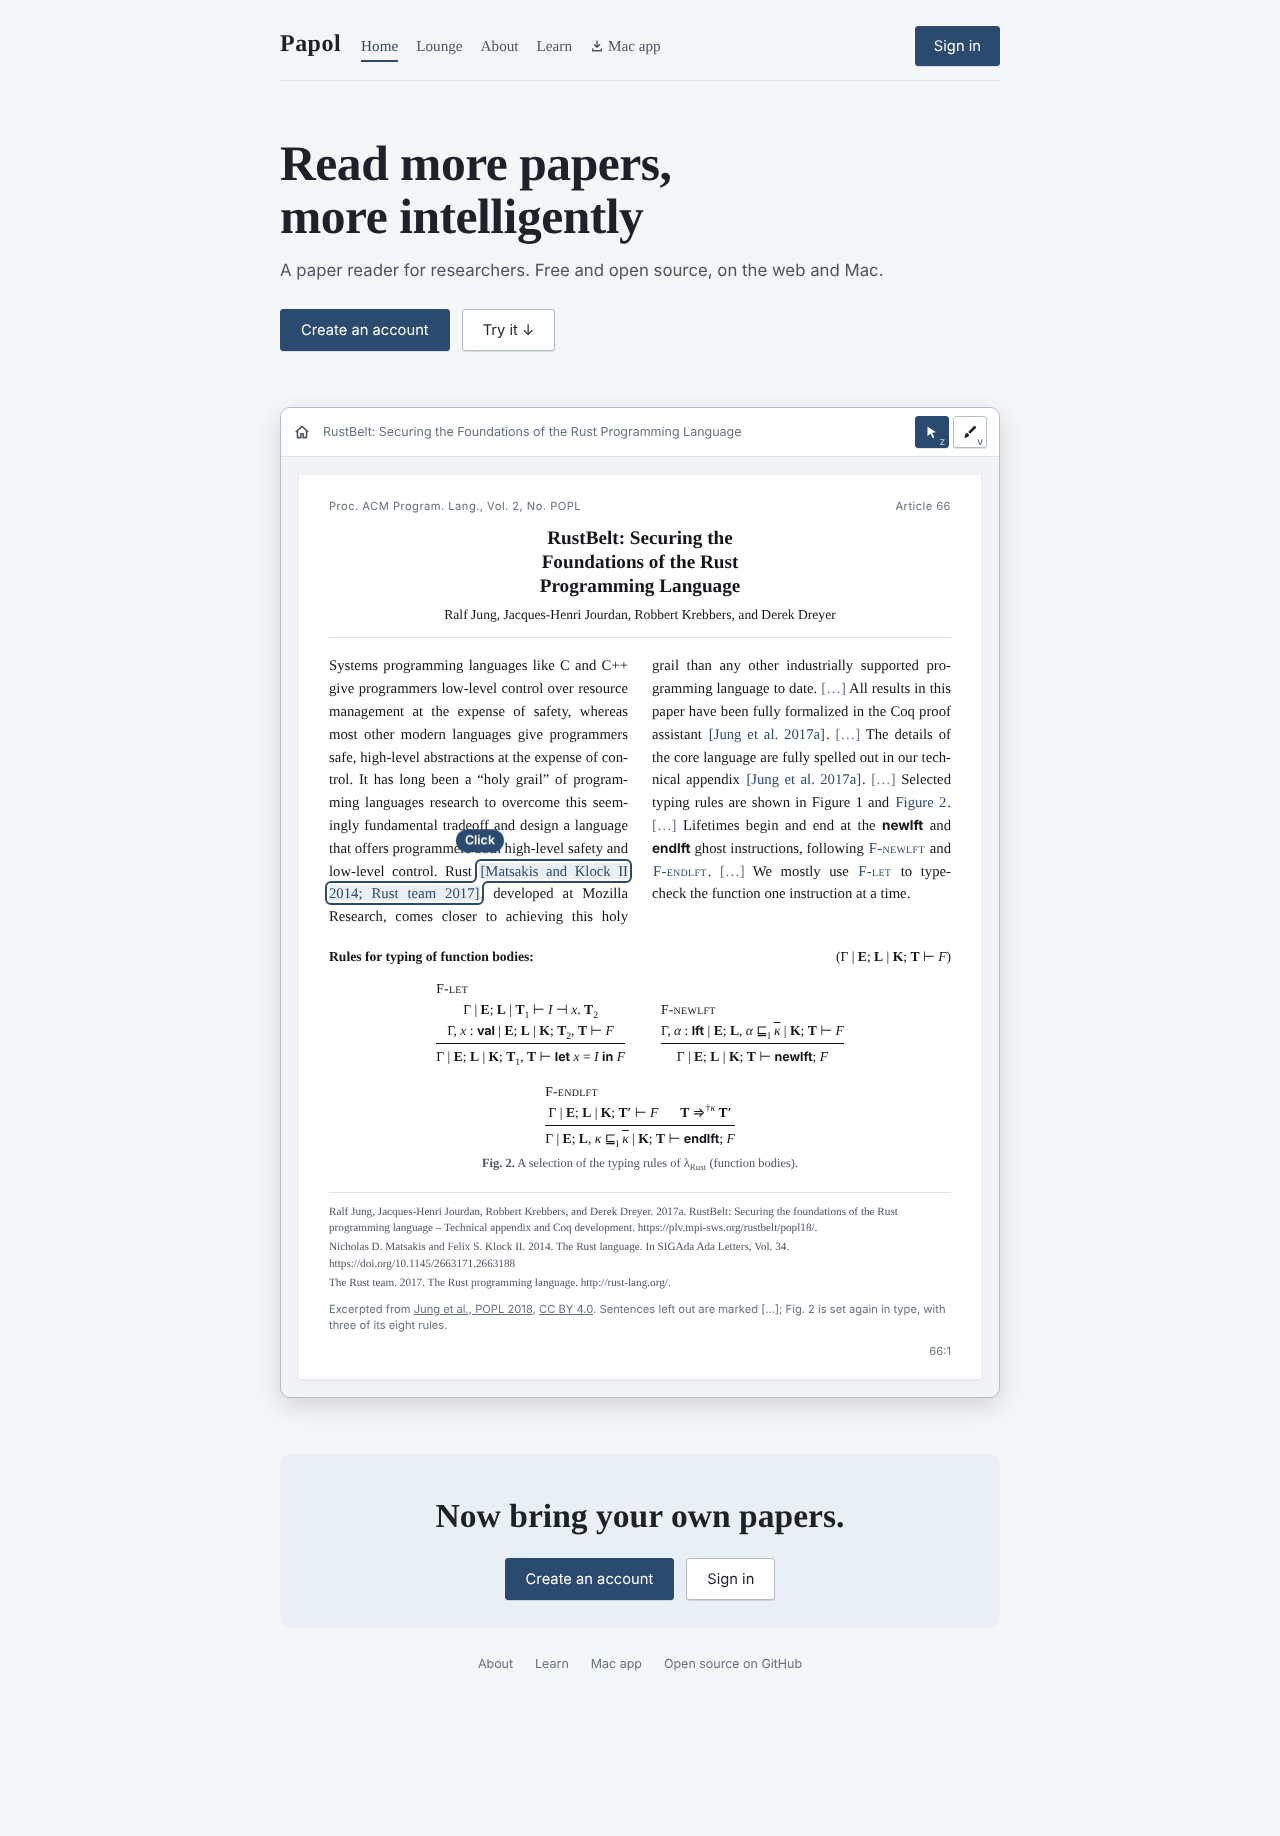 Papol Home Lounge About Learn Mac app Sign in
Read more papers,
more intelligently
A paper reader for researchers. Free and open source, on the web and Mac.
Create an account Try it ↓
RustBelt: Securing the Foundations of the Rust Programming Language z v
Proc. ACM Program. Lang., Vol. 2, No. POPL Article 66
RustBelt: Securing the
Foundations of the Rust
Programming Language
Ralf Jung, Jacques-Henri Jourdan, Robbert Krebbers, and Derek Dreyer
Systems programming languages like C and C++
give programmers low-level control over resource
management at the expense of safety, whereas
most other modern languages give programmers
safe, high-level abstractions at the expense of con-
trol. It has long been a “holy grail” of program-
ming languages research to overcome this seem-
ingly fundamental tradeoff and design a language
Click
that offers programmers both high-level safety and
low-level control. Rust [Matsakis and Klock II
2014; Rust team 2017], developed at Mozilla
Research, comes closer to achieving this holy
grail than any other industrially supported pro-
gramming language to date. […] All results in this
paper have been fully formalized in the Coq proof
assistant [Jung et al. 2017a]. […] The details of
the core language are fully spelled out in our tech-
nical appendix [Jung et al. 2017a]. […] Selected
typing rules are shown in Figure 1 and Figure 2.
[…] Lifetimes begin and end at the newlft and
endlft ghost instructions, following F-NEWLFT and
F-ENDLFT. […] We mostly use F-LET to type-
check the function one instruction at a time.
Rules for typing of function bodies: (Γ | E; L | K; T ⊢ F)
F-LET
Γ | E; L | T₁ ⊢ I ⊣ x. T₂
Γ, x : val | E; L | K; T₂, T ⊢ F
Γ | E; L | K; T₁, T ⊢ let x = I in F
F-NEWLFT
Γ, α : lft | E; L, α ⊑ₗ κ̅ | K; T ⊢ F
Γ | E; L | K; T ⊢ newlft; F
F-ENDLFT
Γ | E; L | K; T′ ⊢ F T ⇒†κ T′
Γ | E; L, κ ⊑ₗ κ̅ | K; T ⊢ endlft; F
Fig. 2. A selection of the typing rules of λRust (function bodies).
Ralf Jung, Jacques-Henri Jourdan, Robbert Krebbers, and Derek Dreyer. 2017a. RustBelt: Securing the foundations of the Rust
programming language – Technical appendix and Coq development. https://plv.mpi-sws.org/rustbelt/popl18/.
Nicholas D. Matsakis and Felix S. Klock II. 2014. The Rust language. In SIGAda Ada Letters, Vol. 34.
https://doi.org/10.1145/2663171.2663188
The Rust team. 2017. The Rust programming language. http://rust-lang.org/.
Excerpted from Jung et al., POPL 2018, CC BY 4.0. Sentences left out are marked […]; Fig. 2 is set again in type, with
three of its eight rules.
66:1
Now bring your own papers.
Create an account Sign in
About Learn Mac app Open source on GitHub